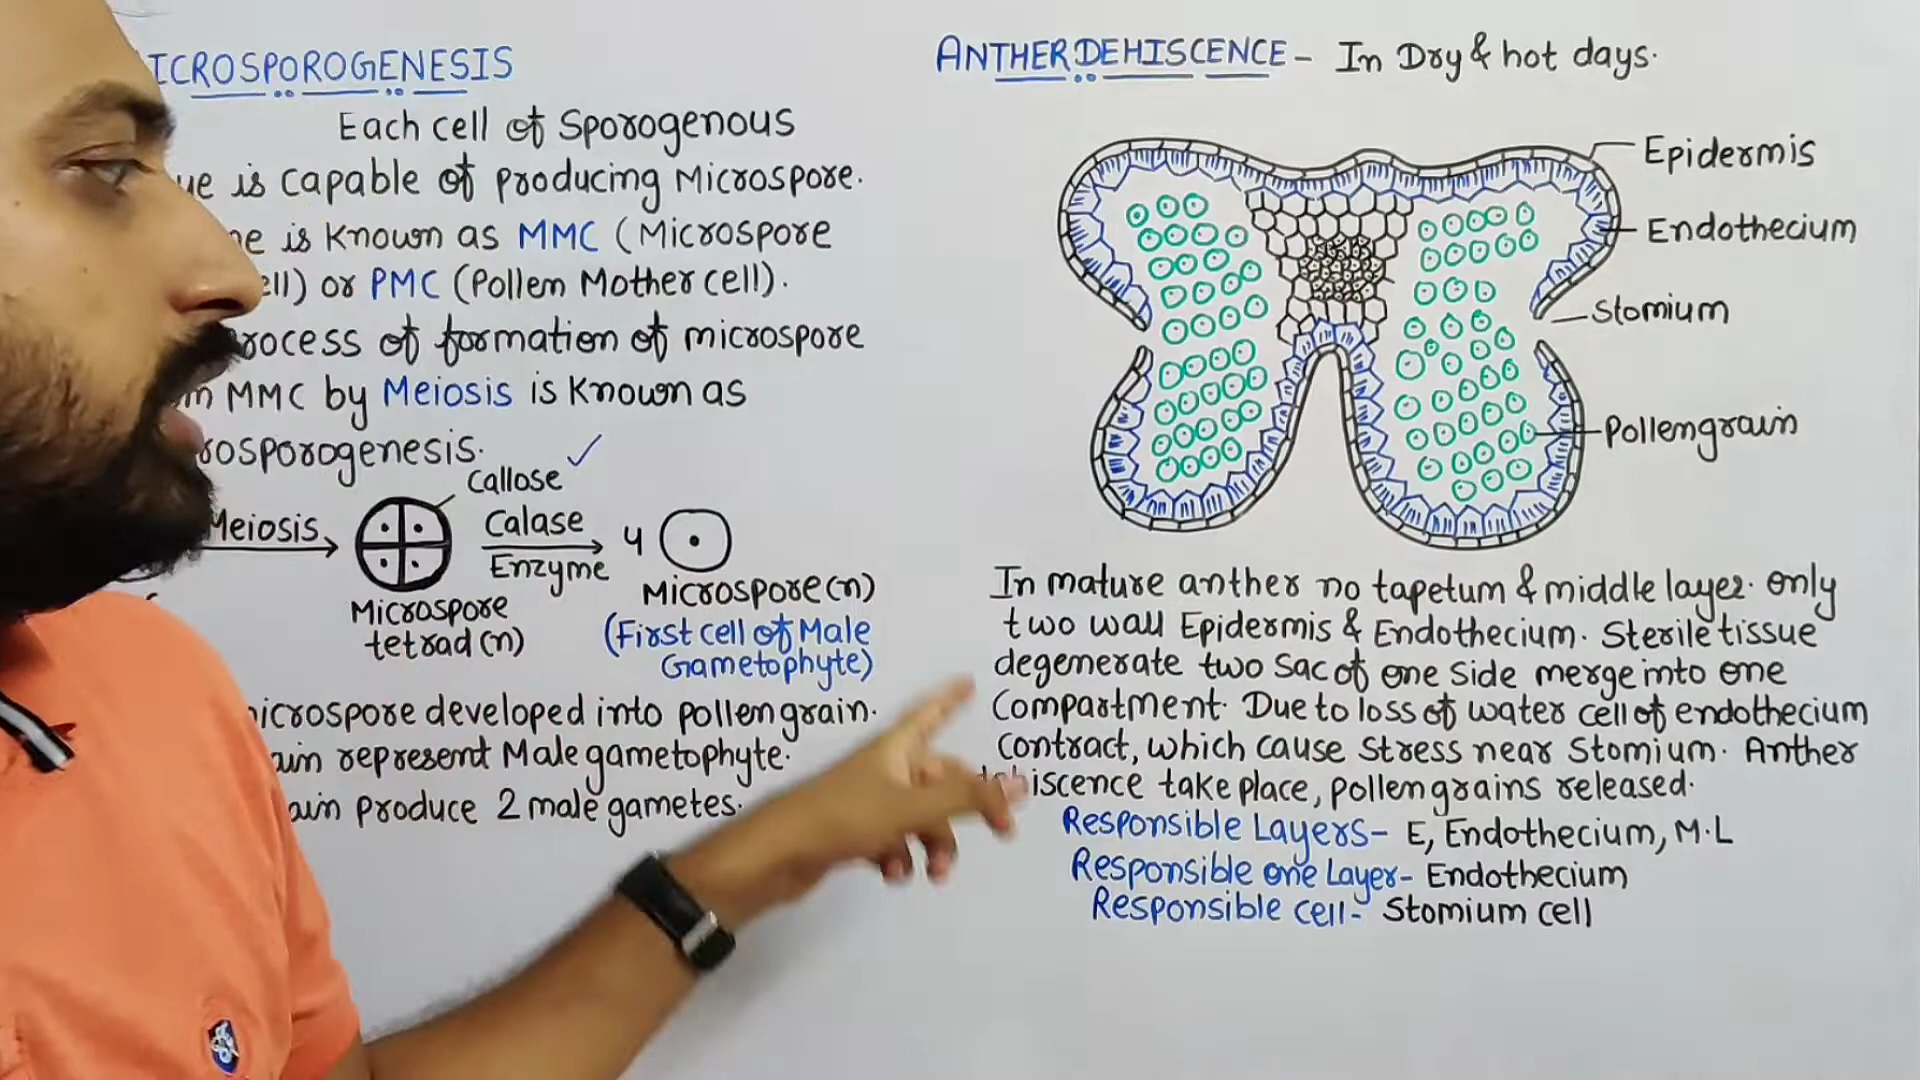 ICROSPOROGENESIS
Each cell of Sporogenous
ue is capable of producing Microspore.
ne is known as MMC (Microspore
ell) or PMC (Pollen Mother cell).
rocess of formation of microspore
m MMC by Meiosis is known as
rosporogenesis.
Callose
Meiosis
Calase
Enzyme
4
Microspore
tetrad (n)
Microspore (n)
(First cell of Male
Gametophyte)
icrospore developed into pollengrain.
ain represent Male gametophyte.
ain produce 2 male gametes.
ANTHER DEHISCENCE - In Dry & hot days.
Epidermis
Endothecium
Stomium
Pollengrain
In mature anther no tapetum & middle layer. only
two wall Epidermis & Endothecium. Sterile tissue
degenerate two Sac of one side merge into one
Compartment. Due to loss of water cell of endothecium
contract, which cause stress near Stomium. Anther
hiscence take place, pollengrains released.
Responsible Layers- E, Endothecium, M.L
Responsible one Layer- Endothecium
Responsible cell- Stomium cell